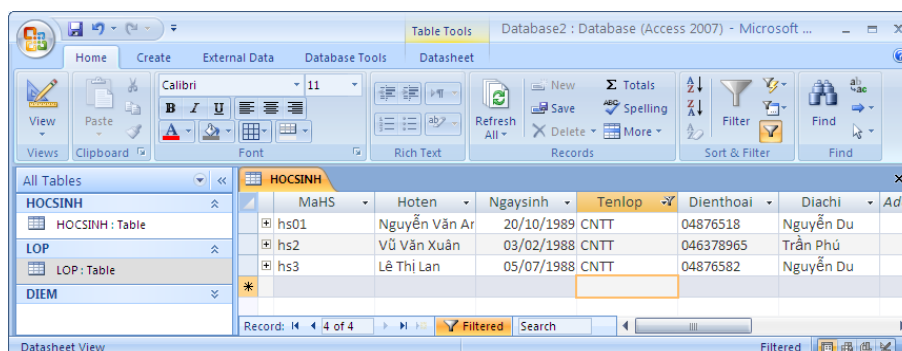 Table Tools
Database2 : Database (Access 2007) - Microsoft ...
Home Create External Data Database Tools Datasheet
View
Views
Paste
Clipboard
Calibri 11
B I U
Font
Rich Text
Refresh All
New
Save
Delete
Σ Totals
Spelling
More
Records
Filter
Sort & Filter
Find
Find
All Tables
HOCSINH
HOCSINH : Table
LOP
LOP : Table
DIEM
HOCSINH
MaHS Hoten Ngaysinh Tenlop Dienthoai Diachi Ad
hs01 Nguyễn Văn Ar 20/10/1989 CNTT 04876518 Nguyễn Du
hs2 Vũ Văn Xuân 03/02/1988 CNTT 046378965 Trần Phú
hs3 Lê Thị Lan 05/07/1988 CNTT 04876582 Nguyễn Du
Record: 4 of 4 Filtered Search
Datasheet View Filtered